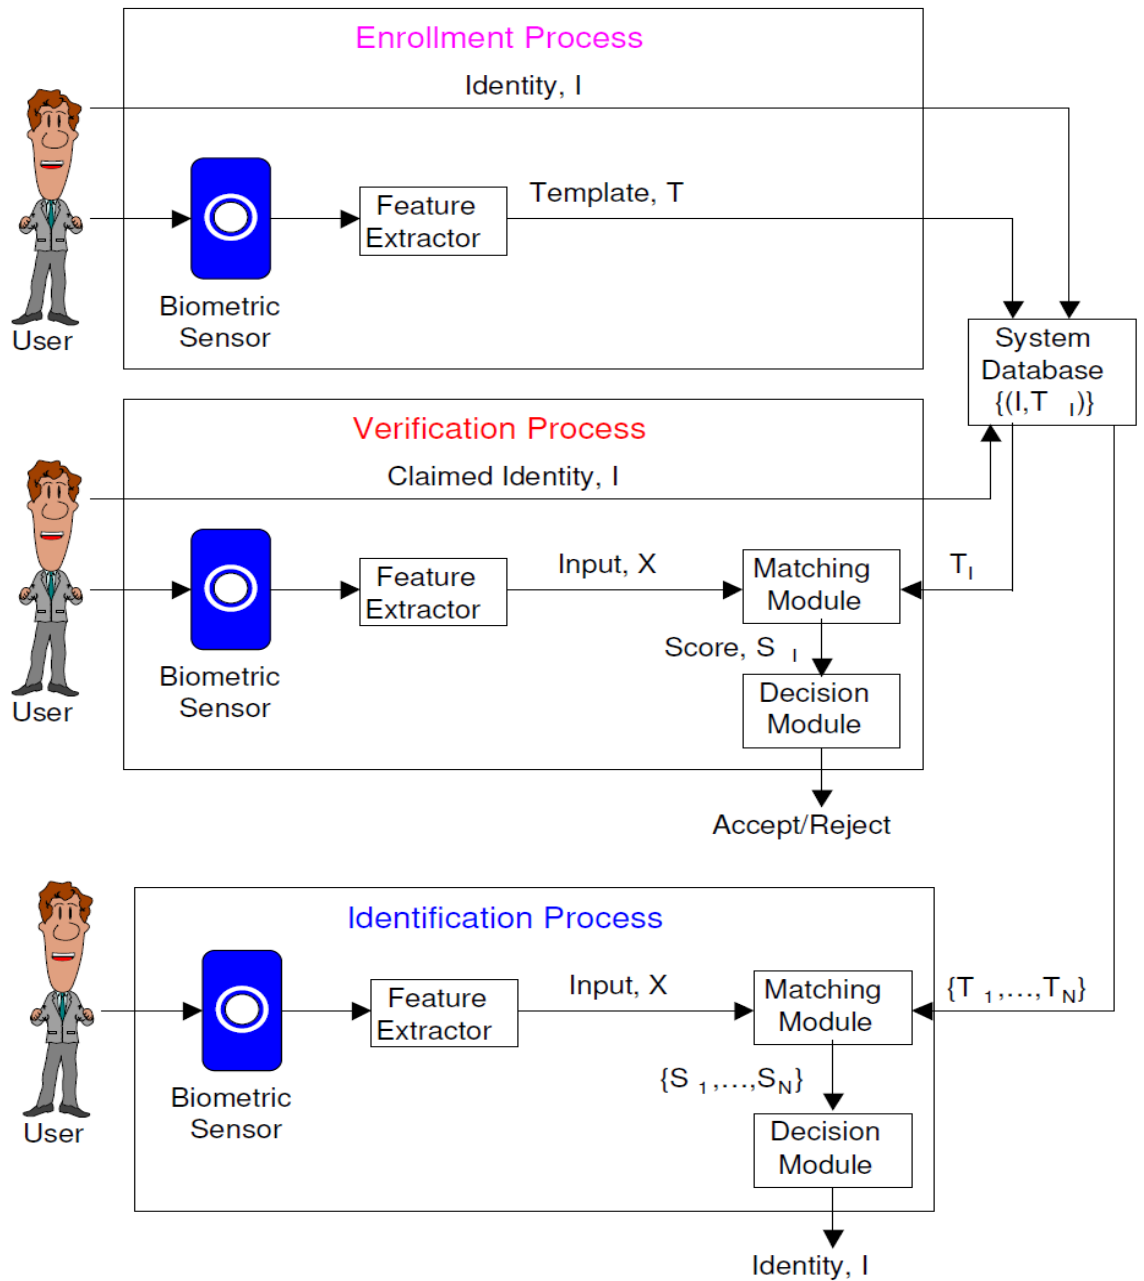 Enrollment Process
Identity, I
Template, T
Feature
Extractor
Biometric
Sensor
User
System
Database
{(I,T I)}
Verification Process
Claimed Identity, I
Input, X
Feature
Extractor
Matching
Module
TI
Score, S I
Decision
Module
Biometric
Sensor
User
Accept/Reject
Identification Process
Input, X
Feature
Extractor
Matching
Module
{T 1,...,TN}
{S 1,...,SN}
Biometric
Sensor
User
Decision
Module
Identity, I